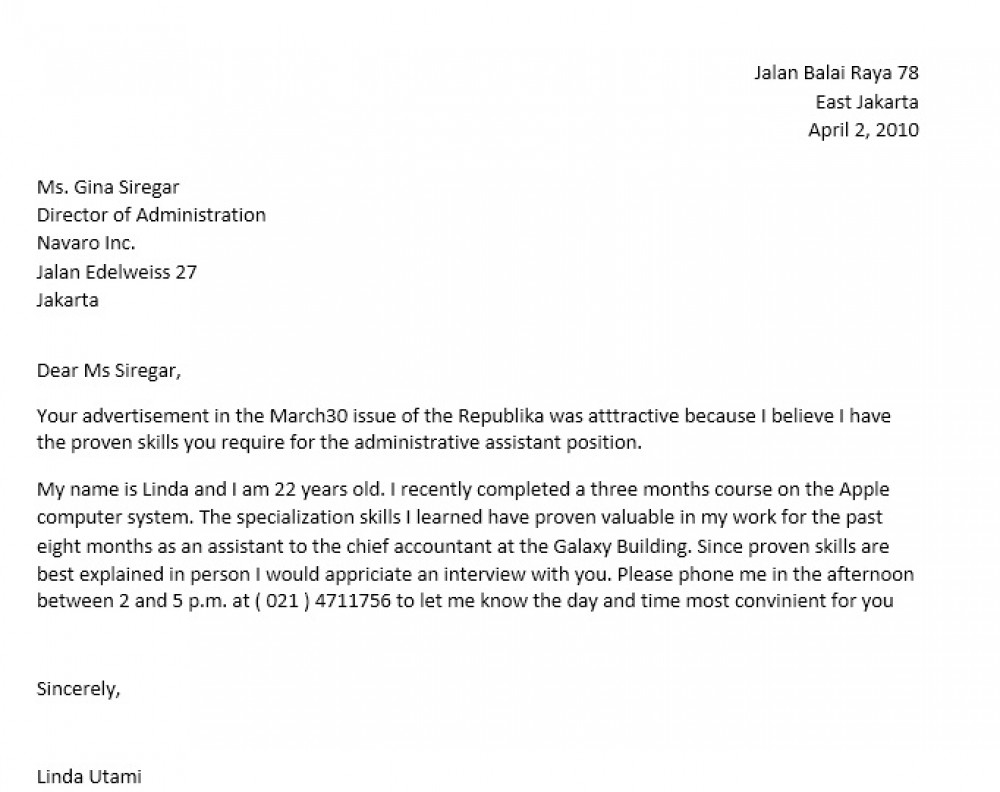 Jalan Balai Raya 78
East Jakarta
April 2, 2010
Ms. Gina Siregar
Director of Administration
Navaro Inc.
Jalan Edelweiss 27
Jakarta
Dear Ms Siregar,
Your advertisement in the March30 issue of the Republika was atttractive because I believe I have
the proven skills you require for the administrative assistant position.
My name is Linda and I am 22 years old. I recently completed a three months course on the Apple
computer system. The specialization skills I learned have proven valuable in my work for the past
eight months as an assistant to the chief accountant at the Galaxy Building. Since proven skills are
best explained in person I would appriciate an interview with you. Please phone me in the afternoon
between 2 and 5 p.m. at ( 021 ) 4711756 to let me know the day and time most convinient for you
Sincerely,
Linda Utami